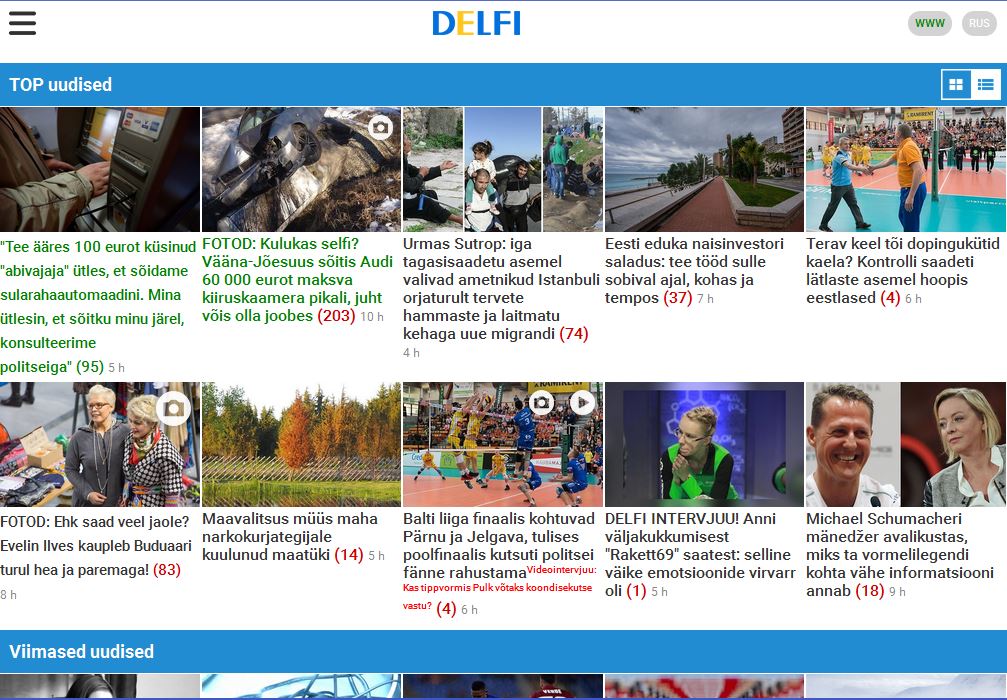 DELFI
WWW
RUS
TOP uudised
"Tee ääres 100 eurot küsinud
"abivajaja" ütles, et sõidame
sularahaautomaadini. Mina
ütlesin, et sõitku minu järel,
konsulteerime
politseiga" (95) 5 h
FOTOD: Kulukas selfi?
Vääna-Jõesuus sõitis Audi
60 000 eurot maksva
kiiruskaamera pikali, juht
võis olla joobes (203) 10 h
Urmas Sutrop: iga
tagasisaadetu asemel
valivad ametnikud Istanbuli
orjaturult tervete
hammaste ja laitmatu
kehaga uue migrandi (74)
4 h
Eesti eduka naisinvestori
saladus: tee tööd sulle
sobival ajal, kohas ja
tempos (37) 7 h
Terav keel tõi dopingukütid
kaela? Kontrolli saadeti
lätlaste asemel hoopis
eestlased (4) 6 h
FOTOD: Ehk saad veel jaole?
Evelin Ilves kaupleb Buduaari
turul hea ja paremaga! (83)
8 h
Maavalitsus müüs maha
narkokurjategijale
kuulunud maatüki (14) 5 h
Balti liiga finaalis kohtuvad
Pärnu ja Jelgava, tulises
poolfinaalis kutsuti politsei
fänne rahustama Videointervjuu:
Kas tippvormis Pulk võtaks koondisekutse
vastu? (4) 6 h
DELFI INTERVJUU! Anni
väljakukkumisest
"Rakett69" saatest: selline
väike emotsioonide virvarr
oli (1) 5 h
Michael Schumacheri
mänedžer avalikustas,
miks ta vormelilegendi
kohta vähe informatsiooni
annab (18) 9 h
Viimased uudised